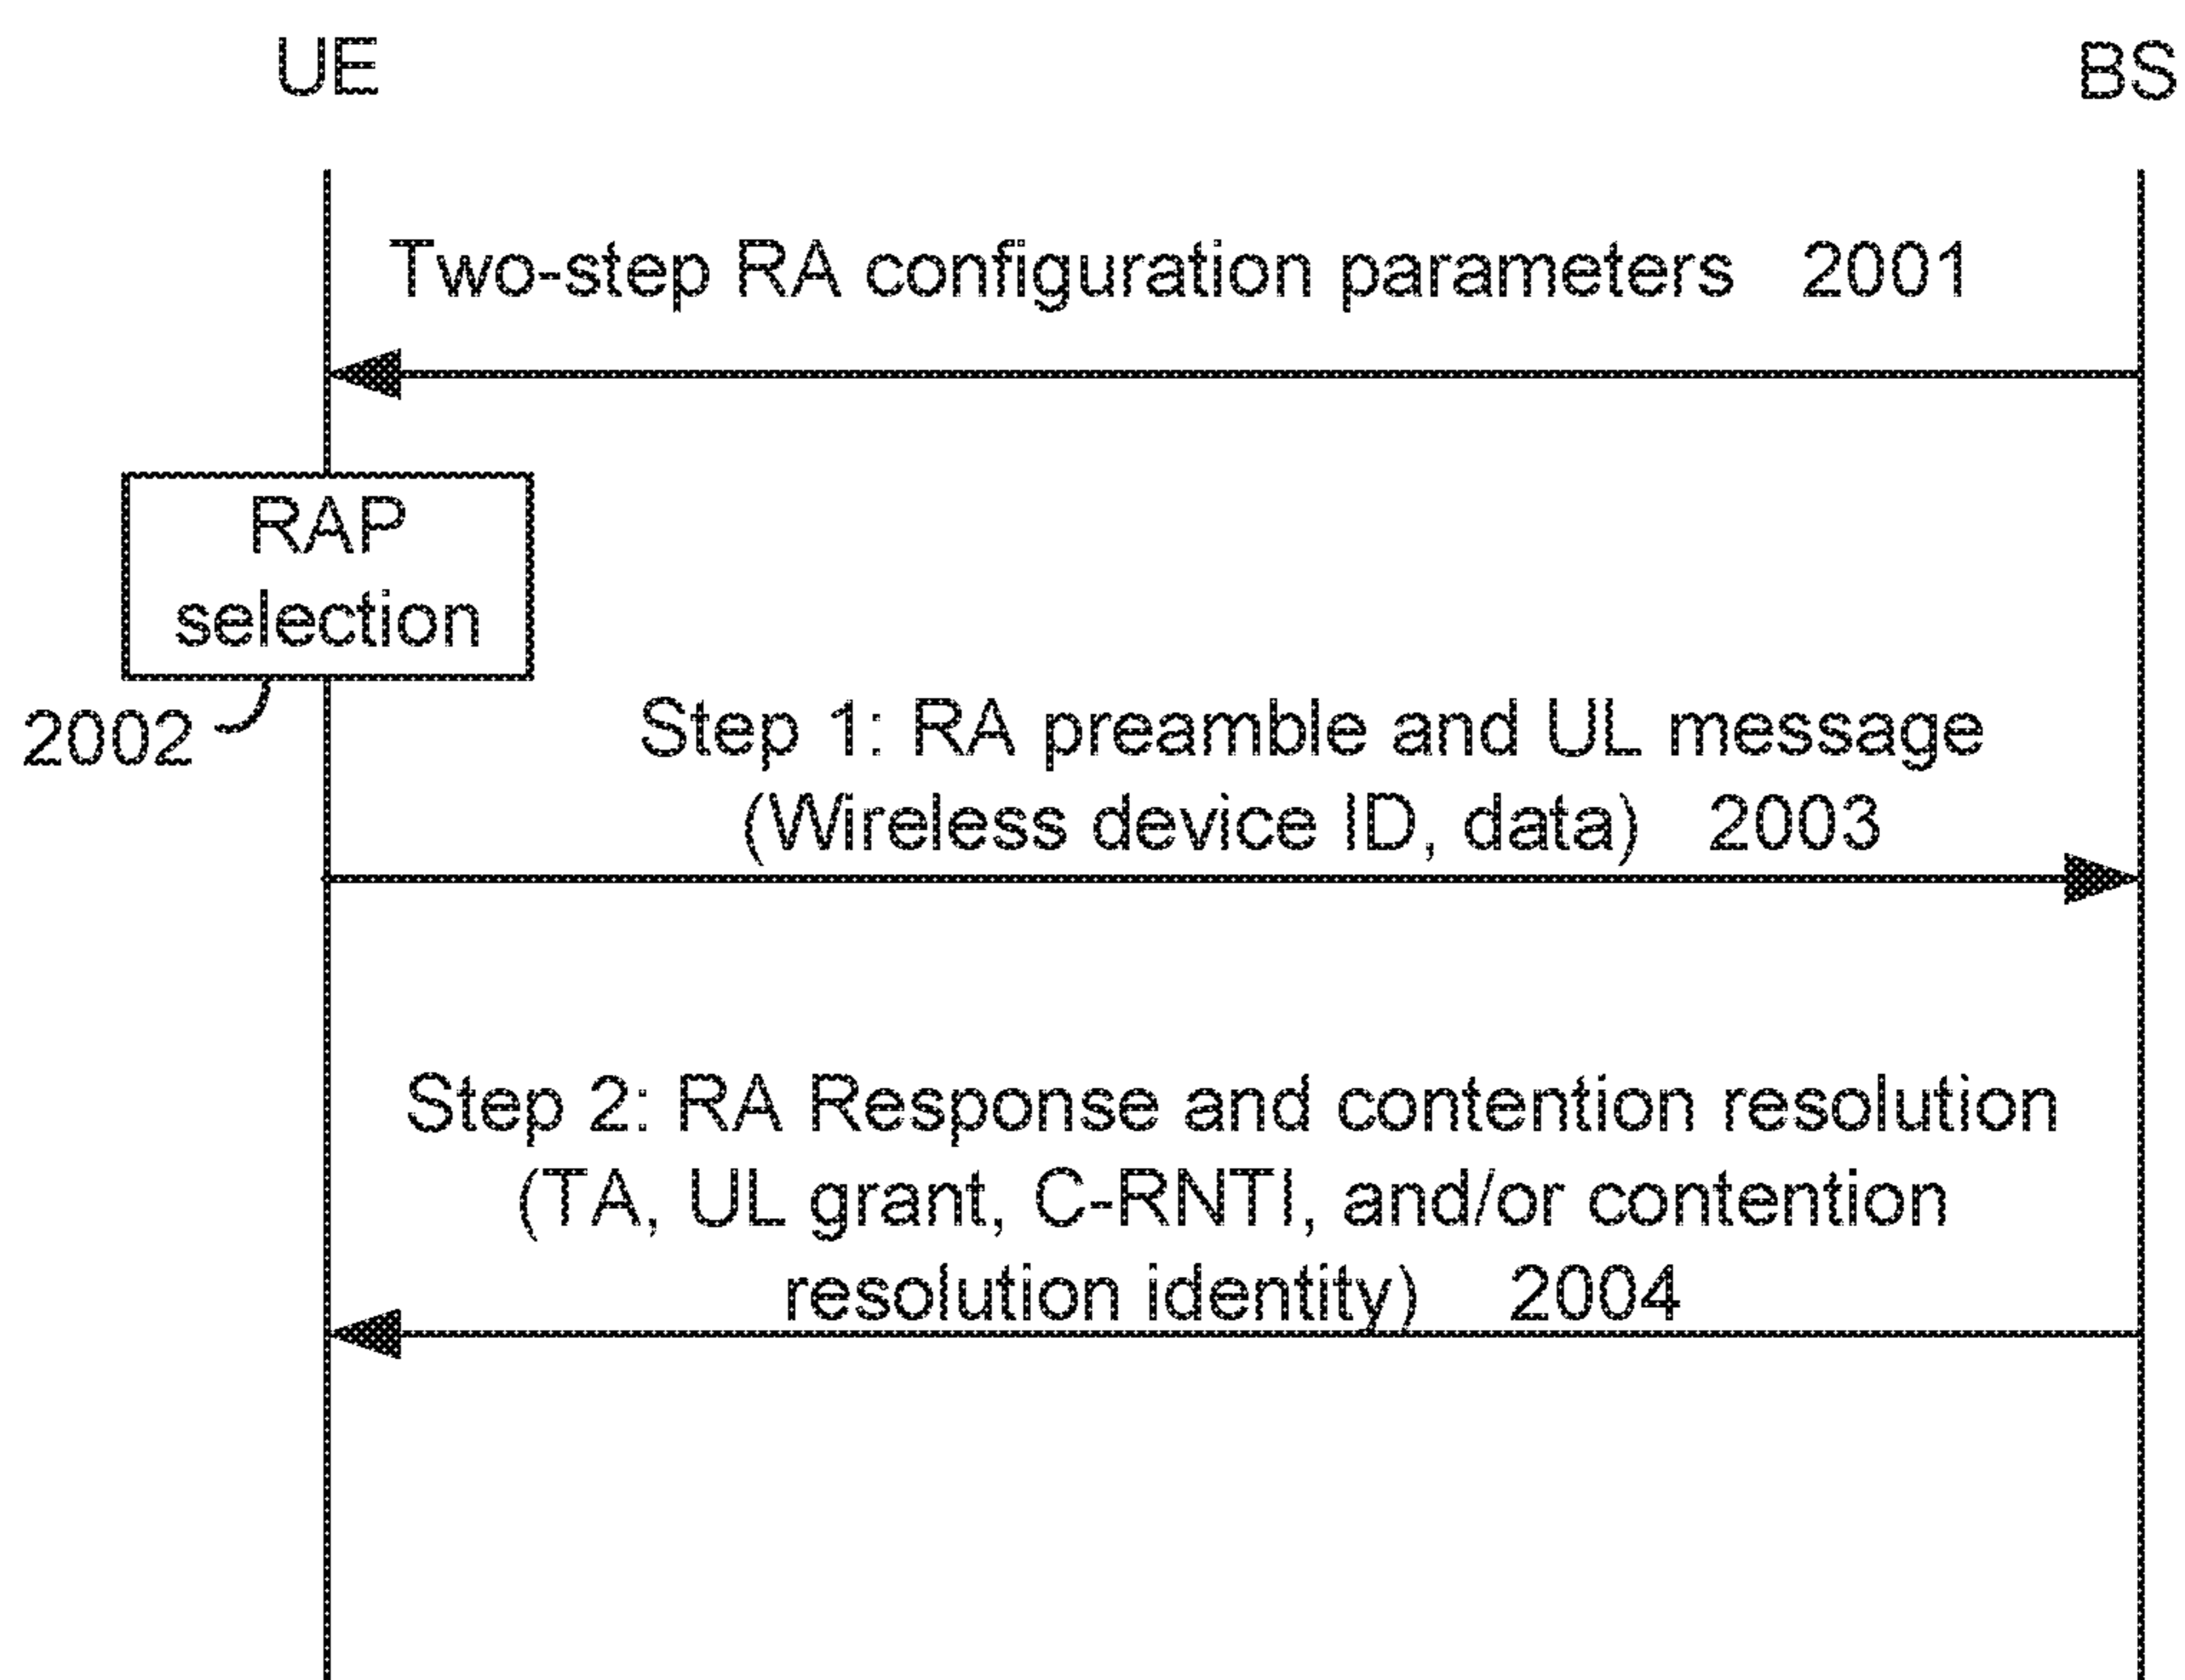 UE
BS
Two-step RA configuration parameters 2001
RAP
selection
2002
Step 1: RA preamble and UL message
(Wireless device ID, data) 2003
Step 2: RA Response and contention resolution
(TA, UL grant, C-RNTI, and/or contention
resolution identity) 2004